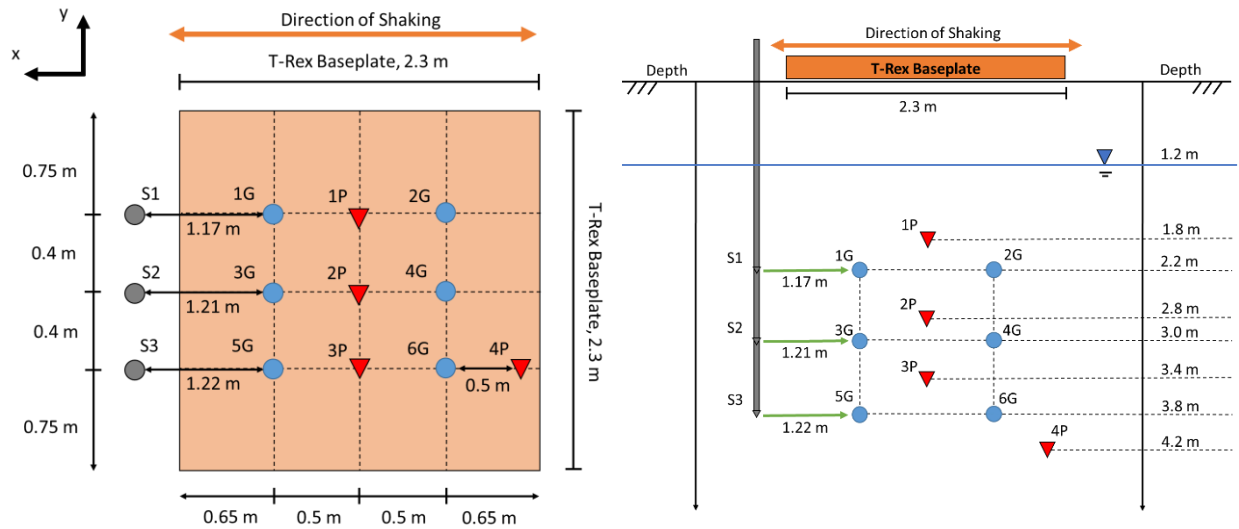 y
x
Direction of Shaking
T-Rex Baseplate, 2.3 m
0.75 m
0.4 m
0.4 m
0.75 m
S1
1G
1P
2G
1.17 m
S2
3G
2P
4G
1.21 m
S3
5G
3P
6G
4P
1.22 m
0.5 m
T-Rex Baseplate, 2.3 m
0.65 m
0.5 m
0.5 m
0.65 m
Direction of Shaking
Depth
T-Rex Baseplate
Depth
2.3 m
1.2 m
1P
1.8 m
S1
1G
2G
2.2 m
1.17 m
2P
2.8 m
S2
3G
4G
3.0 m
1.21 m
3P
3.4 m
S3
5G
6G
3.8 m
1.22 m
4P
4.2 m